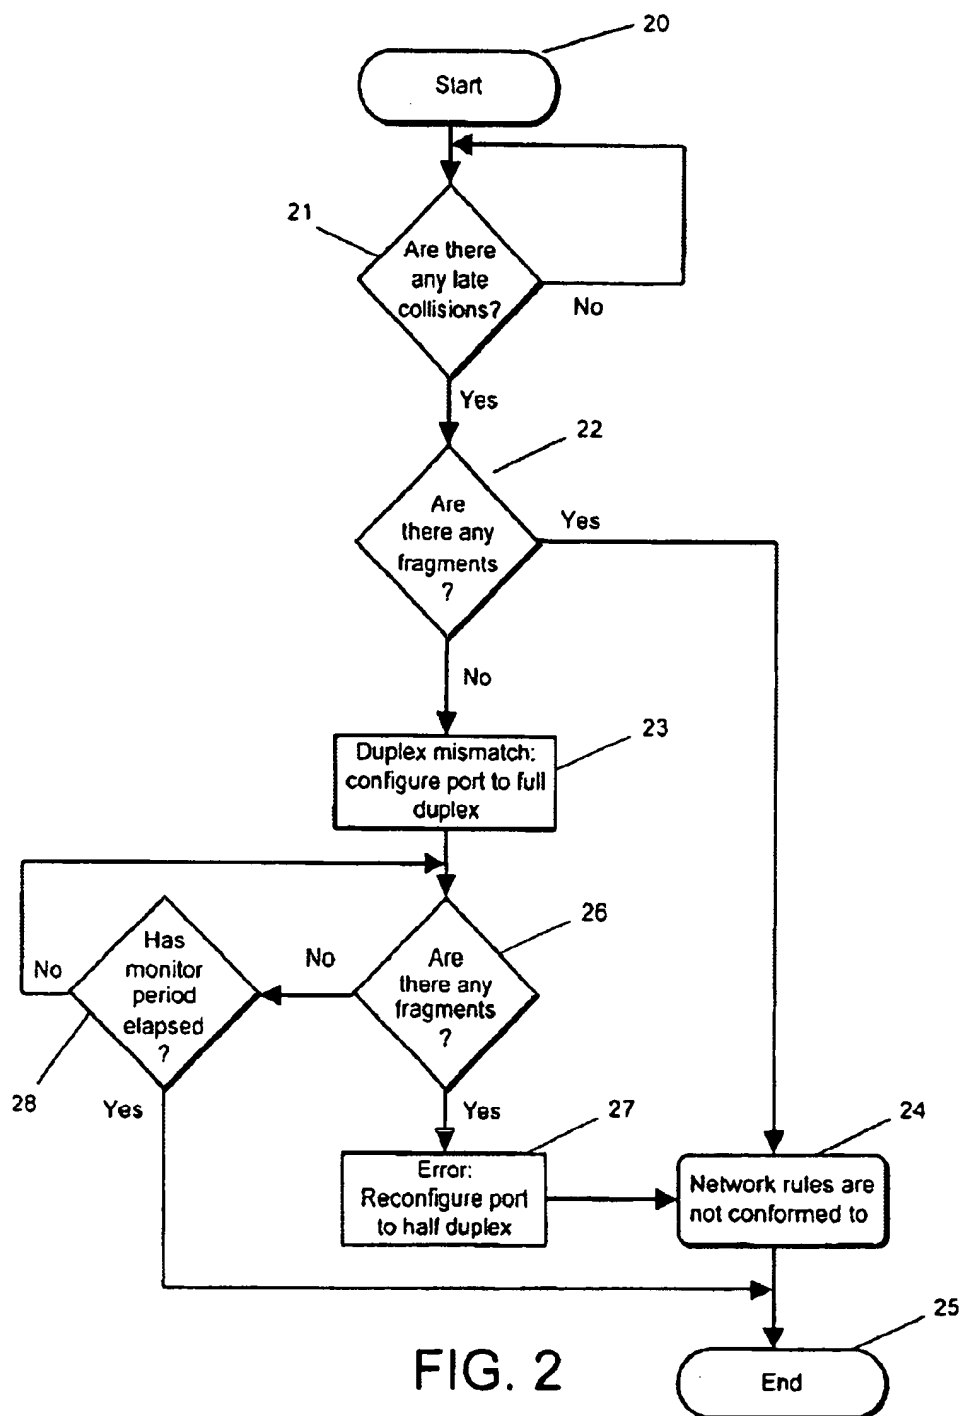 20
Start
21
Are there
any late
collisions?
No
Yes
22
Are
there any
fragments
?
Yes
No
23
Duplex mismatch:
configure port to full
duplex
26
Are
there any
fragments
?
No
Has
monitor
period
elapsed
?
No
28
Yes
Yes
27
Error:
Reconfigure port
to half duplex
24
Network rules are
not conformed to
25
End
FIG. 2